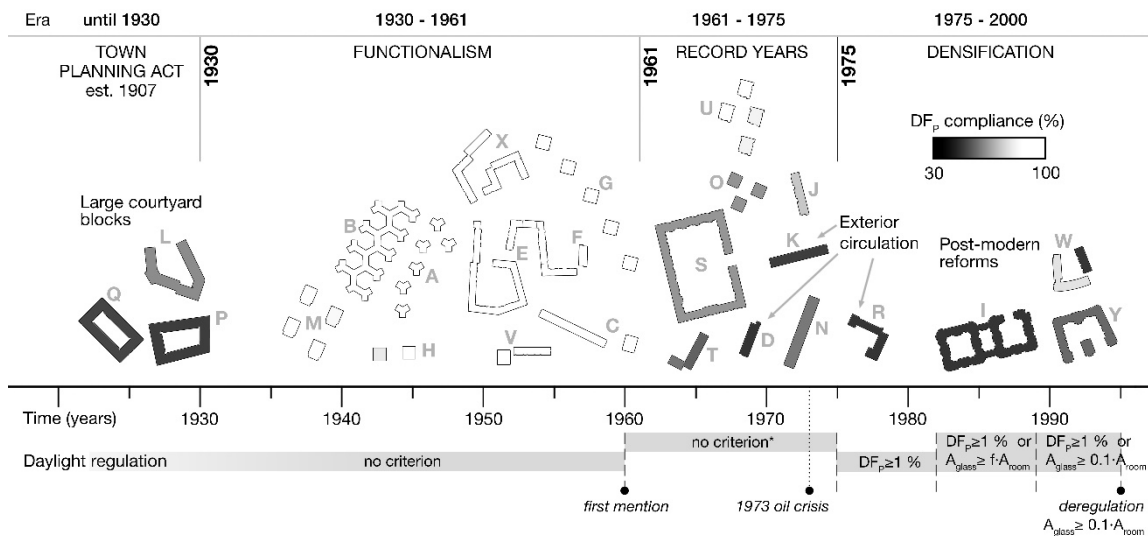 Era until 1930 1930 - 1961 1961 - 1975 1975 - 2000
TOWN PLANNING ACT est. 1907
1930
FUNCTIONALISM
1961
RECORD YEARS
1975
DENSIFICATION
DFP compliance (%)
30 100
Large courtyard
blocks
L
Q
P
X
B
G
A
E
F
M
H
V
C
U
O
J
K
S
T
D
N
Exterior
circulation
R
Post-modern
reforms
W
I
Y
Time (years) 1930 1940 1950 1960 1970 1980 1990
Daylight regulation
no criterion
no criterion*
DFP≥1 %
DFP≥1 % or
Aglass≥ f·Aroom
DFP≥1 % or
Aglass≥ 0.1·Aroom
first mention
1973 oil crisis
deregulation
Aglass≥ 0.1·Aroom